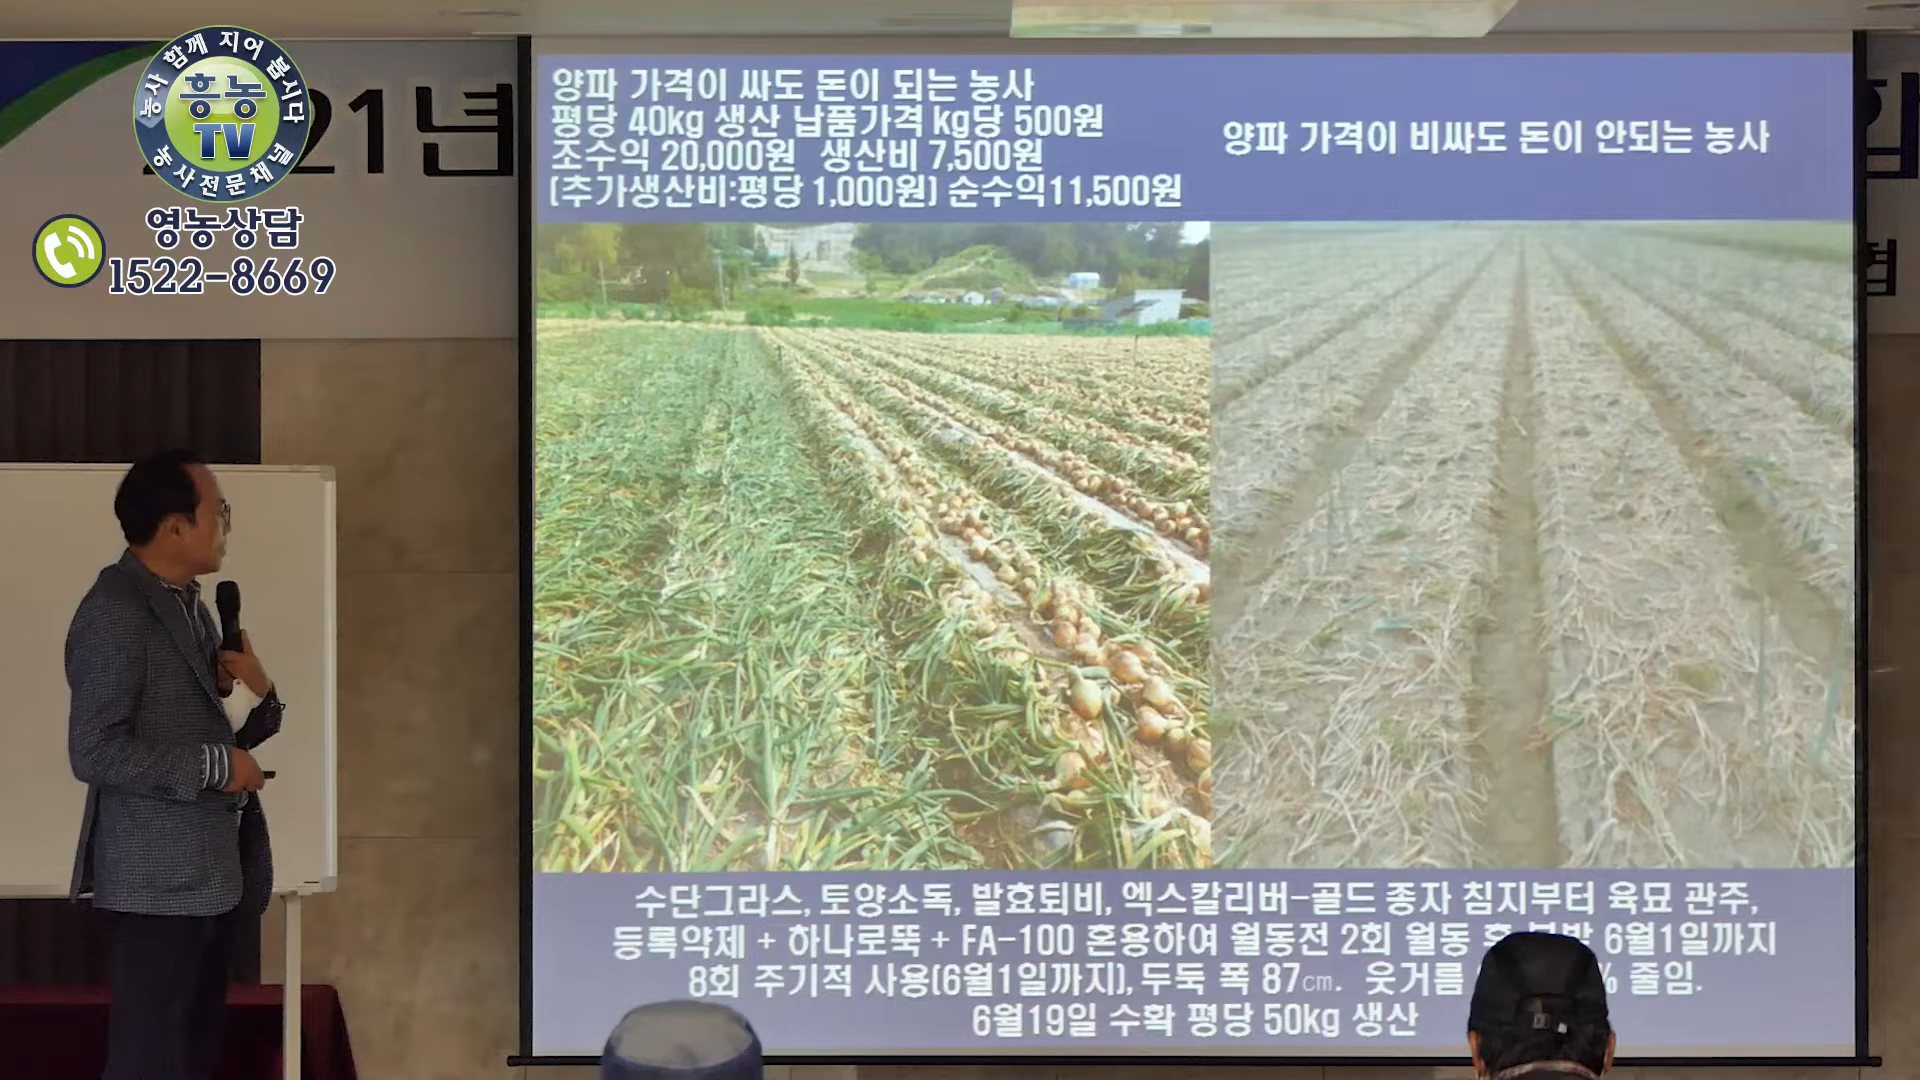 농사 함께 지어 봅시다
흥농
TV
농사전문채널
영농상담
1522-8669
21년
양파 가격이 싸도 돈이 되는 농사
평당 40kg 생산 납품가격 kg당 500원
조수익 20,000원 생산비 7,500원
(추가생산비:평당 1,000원) 순수익11,500원
양파 가격이 비싸도 돈이 안되는 농사
수단그라스, 토양소독, 발효퇴비, 엑스칼리버-골드 종자 침지부터 육묘 관주,
등록약제 + 하나로뚝 + FA-100 혼용하여 월동전 2회 월동 6월1일까지
8회 주기적 사용(6월1일까지), 두둑 폭 87cm. 웃거름 % 줄임.
6월19일 수확 평당 50kg 생산